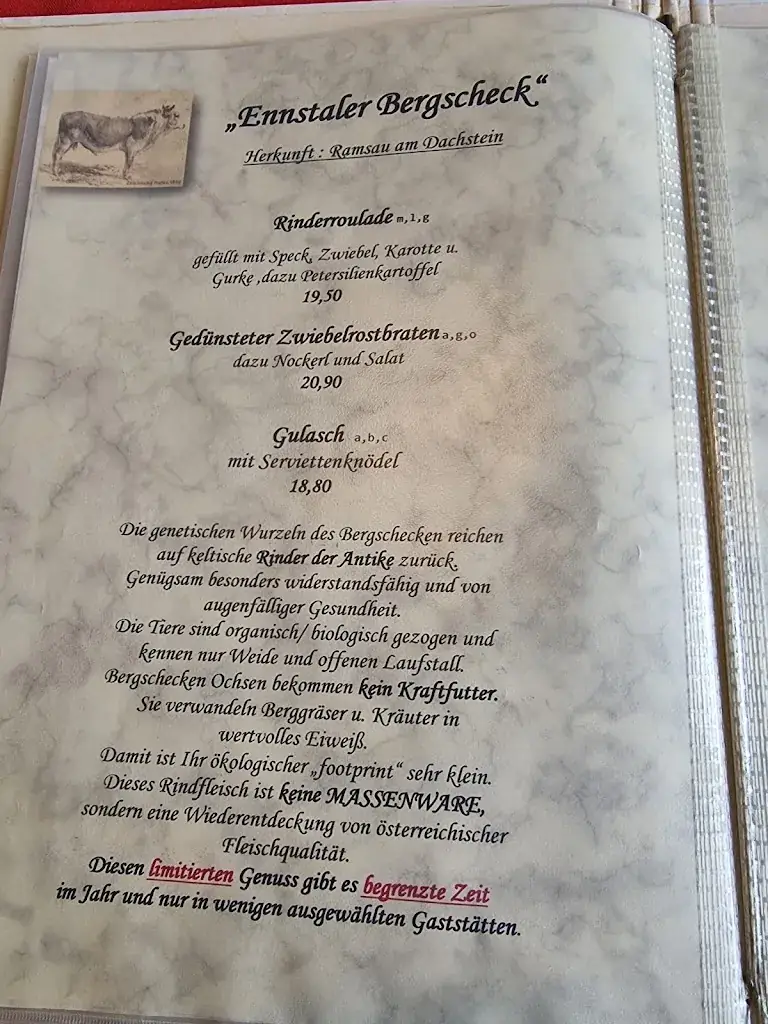 „Ennstaler Bergscheck“
Herkunft : Ramsau am Dachstein
Rinderroulade m,l,g
gefüllt mit Speck, Zwiebel, Karotte u.
Gurke ,dazu Petersilienkartoffel
19,50
Gedünsteter Zwiebelrostbraten a,g,o
dazu Nockerl und Salat
20,90
Gulasch a,b,c
mit Serviettenknödel
18,80
Die genetischen Wurzeln des Bergschecken reichen
auf keltische Rinder der Antike zurück.
Genügsam besonders widerstandsfähig und von
augenfälliger Gesundheit.
Die Tiere sind organisch/ biologisch gezogen und
kennen nur Weide und offenen Laufstall.
Bergschecken Ochsen bekommen kein Kraftfutter.
Sie verwandeln Berggräser u. Kräuter in
wertvolles Eiweiß.
Damit ist Ihr ökologischer „footprint“ sehr klein.
Dieses Rindfleisch ist keine MASSENWARE,
sondern eine Wiederentdeckung von österreichischer
Fleischqualität.
Diesen limitierten Genuss gibt es begrenzte Zeit
im Jahr und nur in wenigen ausgewählten Gaststätten.